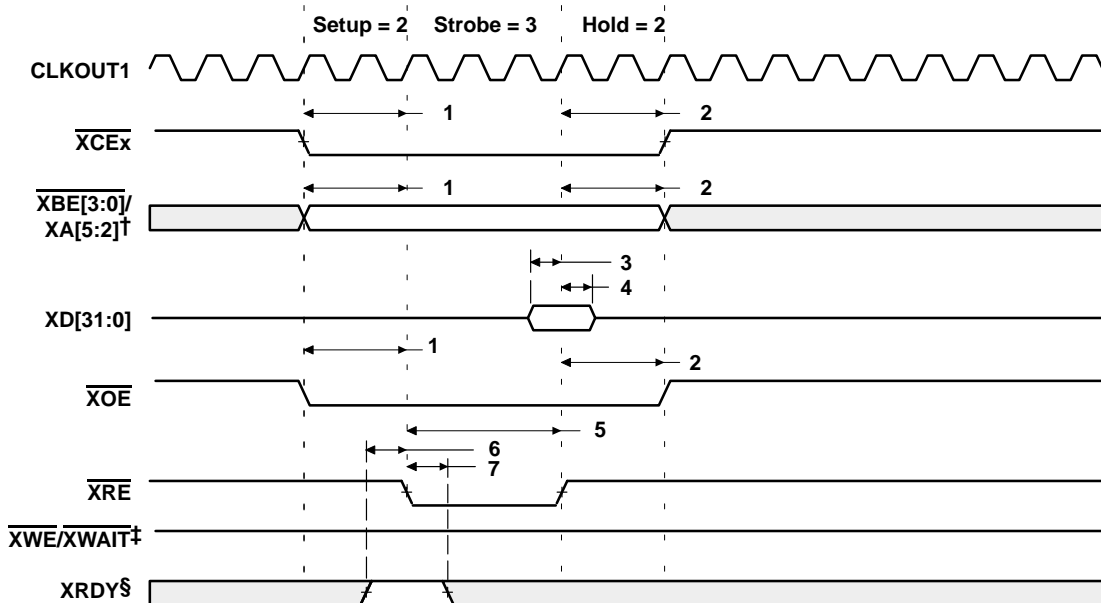 Setup = 2 Strobe = 3 Hold = 2
CLKOUT1
1 2
XCEx
1 2
XBE[3:0]/
XA[5:2]†
3
4
XD[31:0]
1
2
XOE
5
6
7
XRE
XWE/XWAIT‡
XRDY§